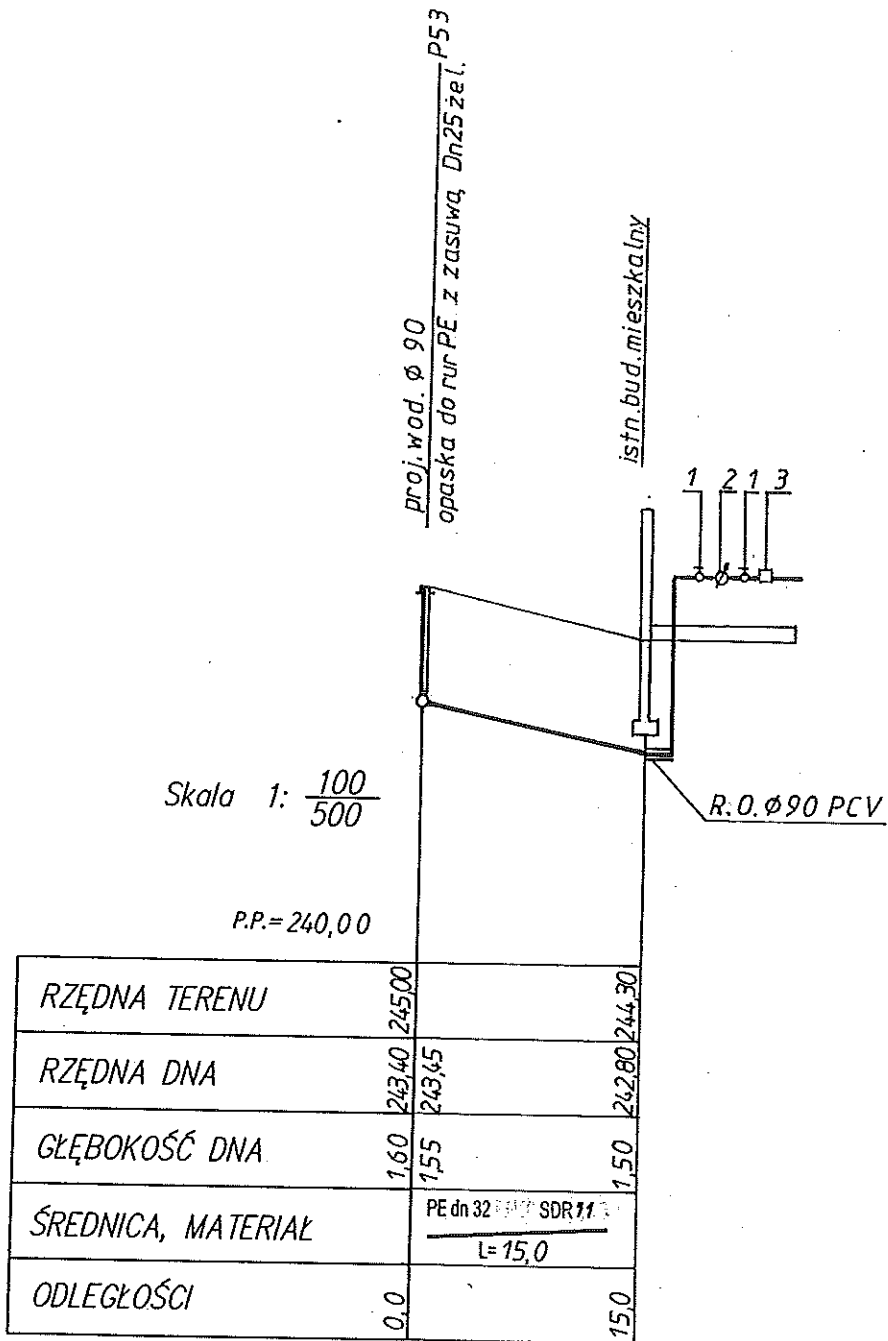 proj. wod. ϕ 90 P53
opaska do rur PE z zasuwą Dn25 żel.
istn. bud. mieszkalny
1 2 1 3
R.O. ϕ90 PCV
Skala 1: 100
500
P.P.= 240,00
RZĘDNA TERENU 245,00 244,30
RZĘDNA DNA 243,40 243,45 242,80
GŁĘBOKOŚĆ DNA 1,60 1,55 1,50
ŚREDNICA, MATERIAŁ PE dn 32 SDR 11
L= 15,0
ODLEGŁOŚCI 0,0 15,0